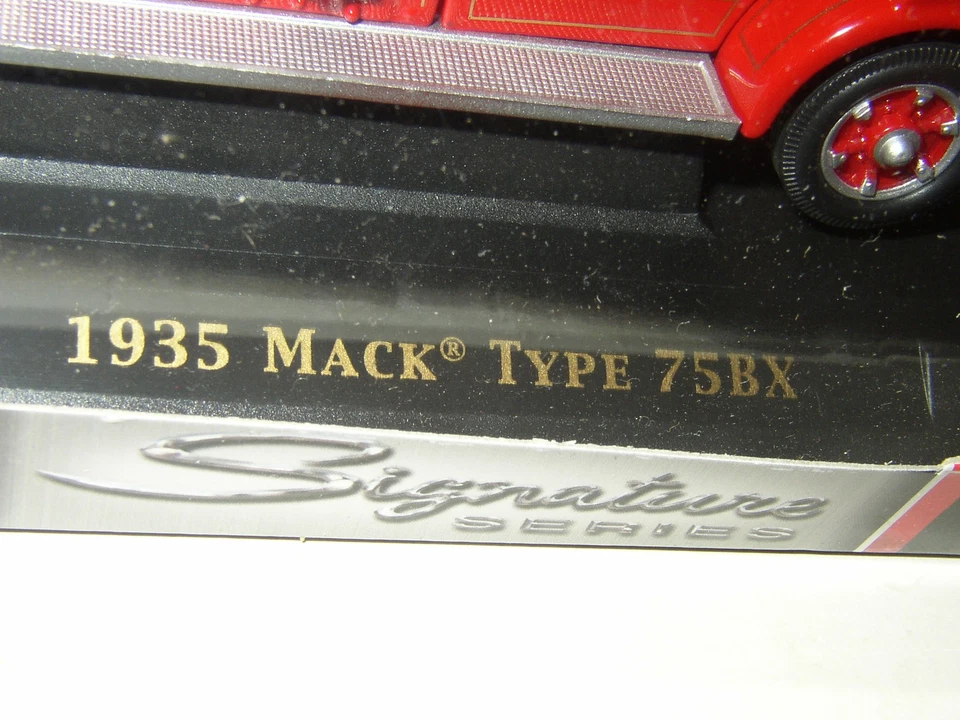 1935 MACK® TYPE 75BX
Signature
SERIES